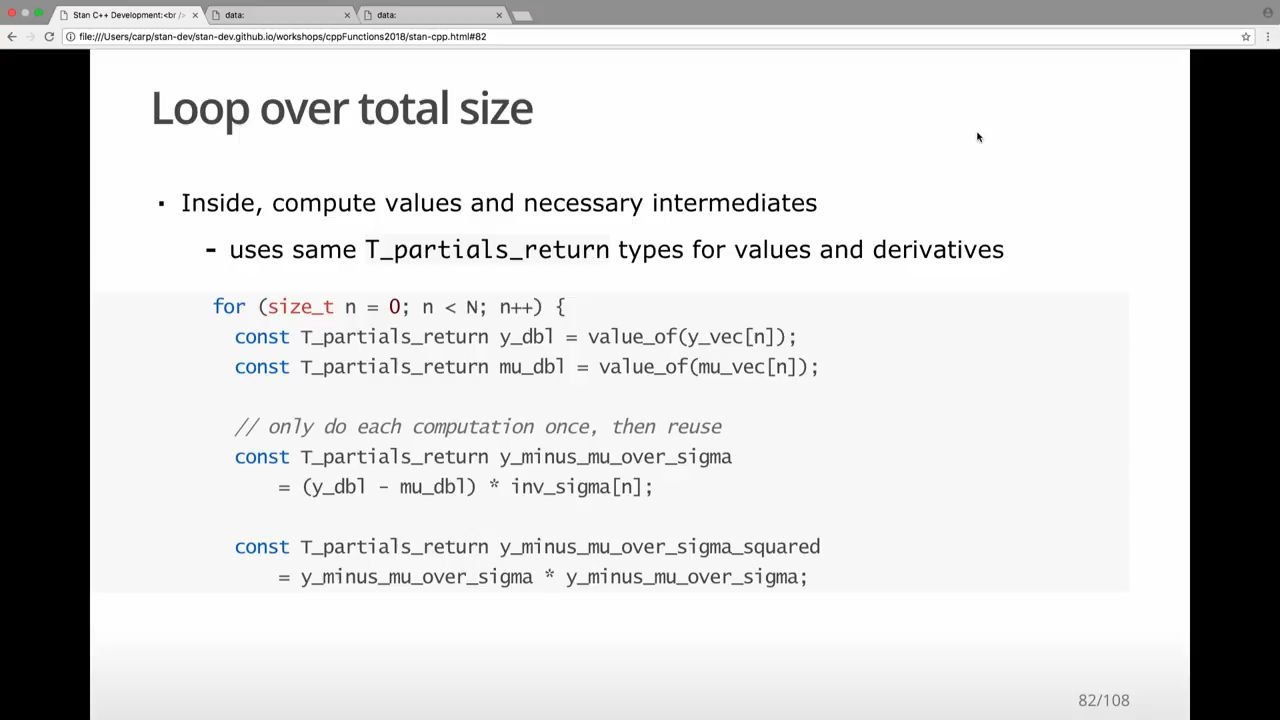 Stan C++ Development:<br />
data:
data:
file:///Users/carp/stan-dev/stan-dev.github.io/workshops/cppFunctions2018/stan-cpp.html#82
Loop over total size
▪ Inside, compute values and necessary intermediates
- uses same T_partials_return types for values and derivatives
for (size_t n = 0; n < N; n++) {
const T_partials_return y_dbl = value_of(y_vec[n]);
const T_partials_return mu_dbl = value_of(mu_vec[n]);
// only do each computation once, then reuse
const T_partials_return y_minus_mu_over_sigma
= (y_dbl - mu_dbl) * inv_sigma[n];
const T_partials_return y_minus_mu_over_sigma_squared
= y_minus_mu_over_sigma * y_minus_mu_over_sigma;
82/108